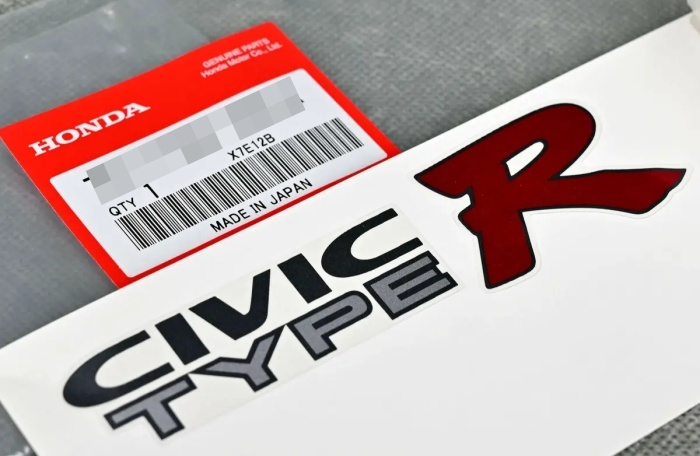 GENUINE PARTS
Honda Motor Co., Ltd.
HONDA
X7E12B
QTY 1
MADE IN JAPAN
CIVIC
TYPE R